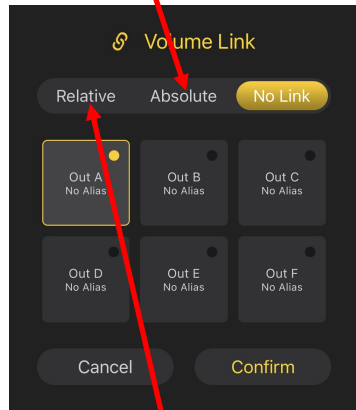 Volume Link
Relative Absolute No Link
Out A Out B Out C
No Alias No Alias No Alias
Out D Out E Out F
No Alias No Alias No Alias
Cancel Confirm